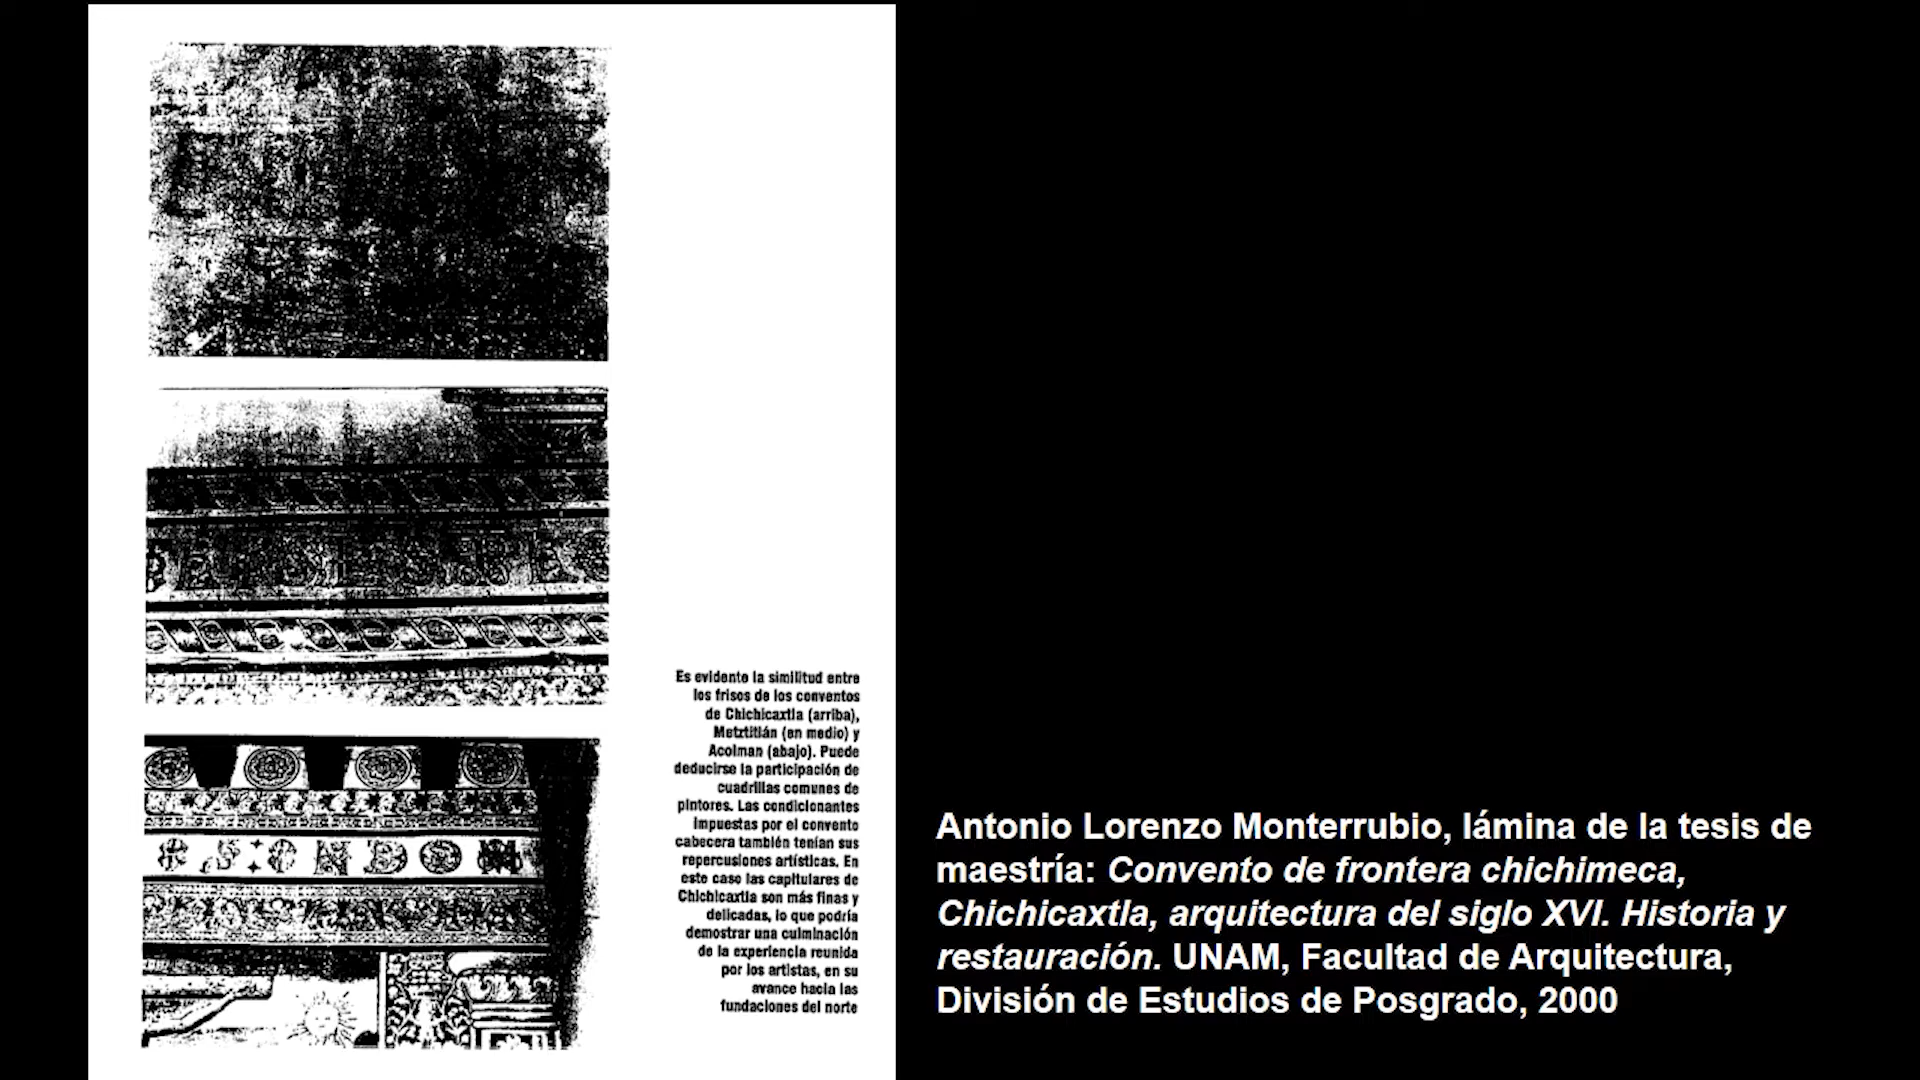 Es evidente la similitud entre
los frisos de los conventos
de Chichicaxtla (arriba),
Metztitlán (en medio) y
Acolman (abajo). Puede
deducirse la participación de
cuadrillas comunes de
pintores. Las condicionantes
impuestas por el convento
cabecera también tenían sus
repercusiones artísticas. En
este caso las capitulares de
Chichicaxtla son más finas y
delicadas, lo que podría
demostrar una culminación
de la experiencia reunida
por los artistas, en su
avance hacia las
fundaciones del norte
Antonio Lorenzo Monterrubio, lámina de la tesis de
maestría: Convento de frontera chichimeca,
Chichicaxtla, arquitectura del siglo XVI. Historia y
restauración. UNAM, Facultad de Arquitectura,
División de Estudios de Posgrado, 2000